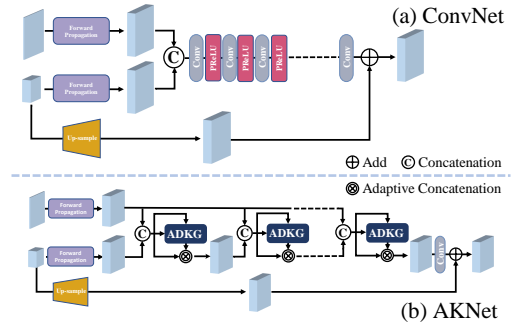 (a) ConvNet
Forward
Propagation
C
Conv
PReLU
Conv
PReLU
Conv
PReLU
Conv
Forward
Propagation
Up-sample
Add
C Concatenation
Adaptive Concatenation
Forward
Propagation
C
ADKG
C
ADKG
C
ADKG
Forward
Propagation
Conv
Up-sample
(b) AKNet